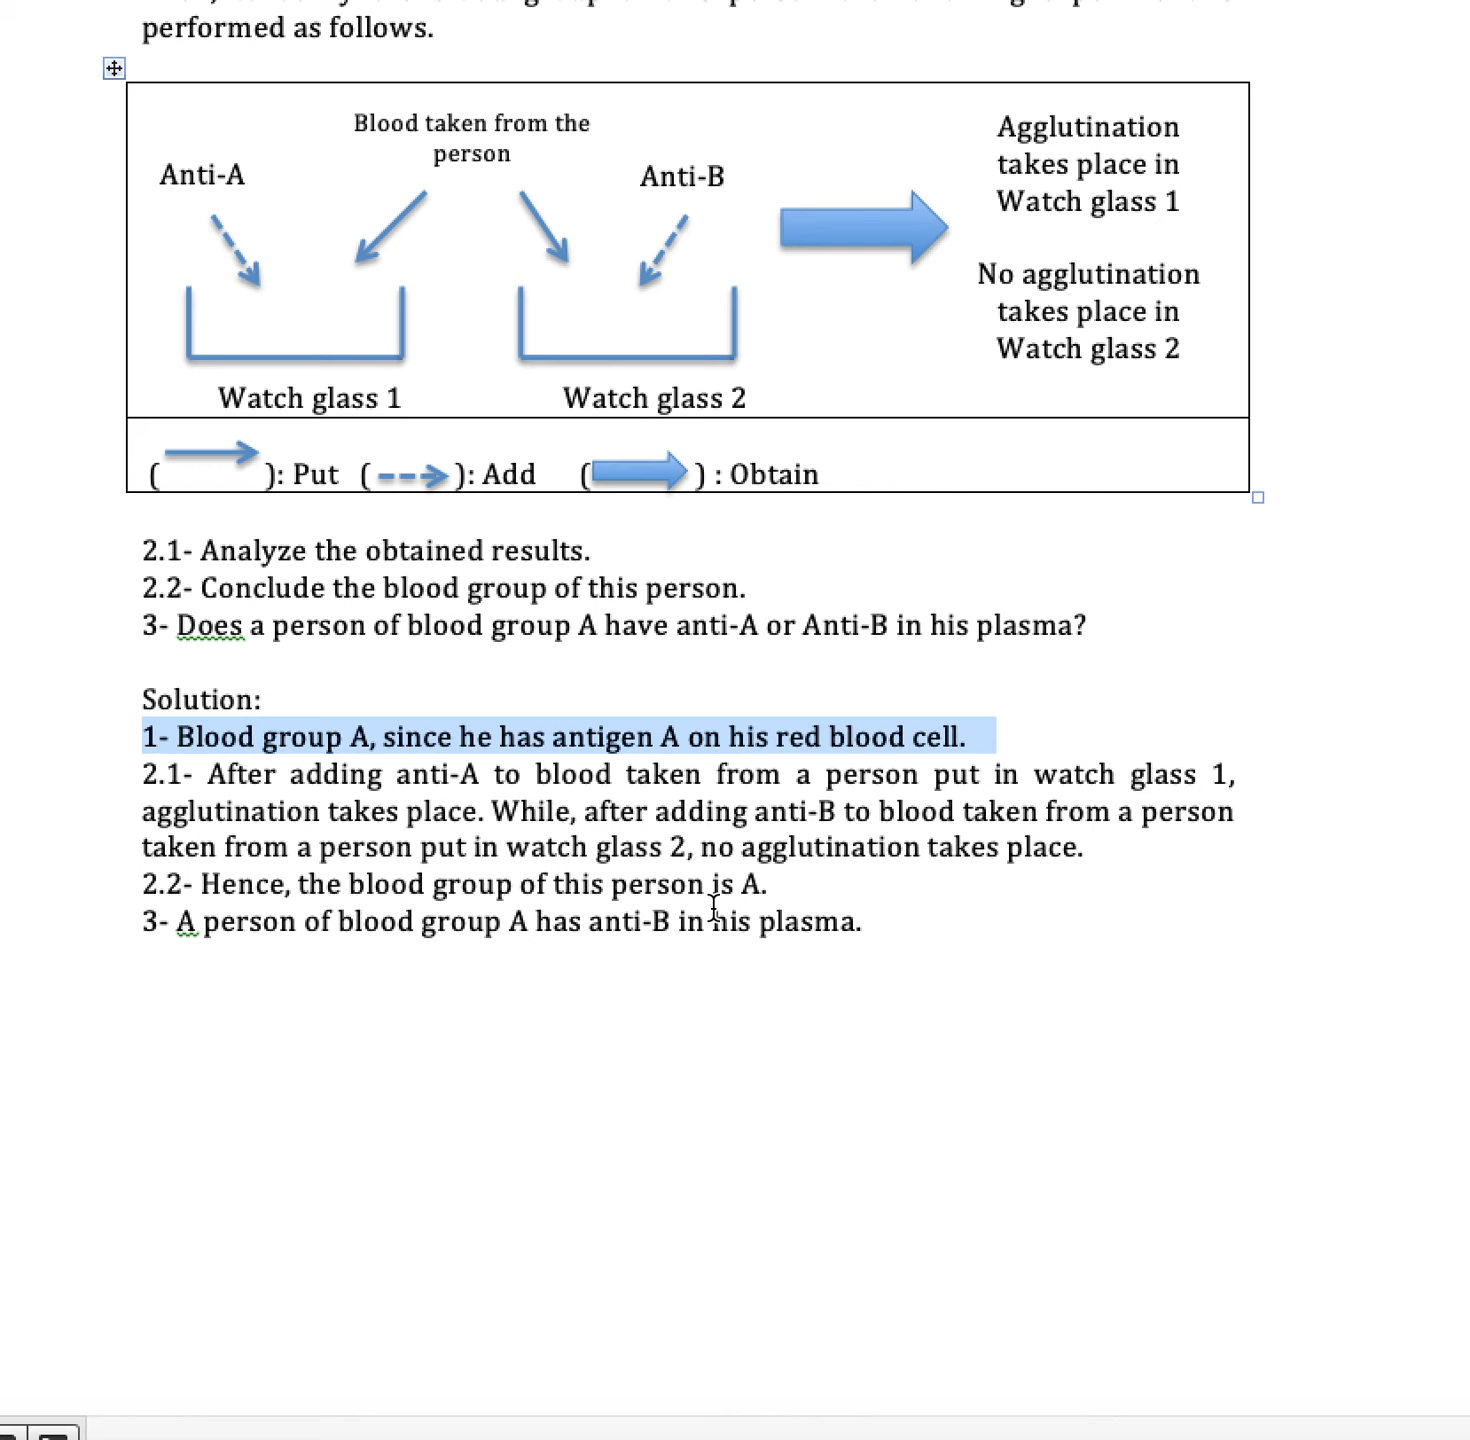 performed as follows.
Blood taken from the
person
Anti-A
Anti-B
Agglutination
takes place in
Watch glass 1
No agglutination
takes place in
Watch glass 2
Watch glass 1
Watch glass 2
( ): Put ( ): Add ( ) : Obtain
2.1- Analyze the obtained results.
2.2- Conclude the blood group of this person.
3- Does a person of blood group A have anti-A or Anti-B in his plasma?
Solution:
1- Blood group A, since he has antigen A on his red blood cell.
2.1- After adding anti-A to blood taken from a person put in watch glass 1,
agglutination takes place. While, after adding anti-B to blood taken from a person
taken from a person put in watch glass 2, no agglutination takes place.
2.2- Hence, the blood group of this person is A.
3- A person of blood group A has anti-B in his plasma.